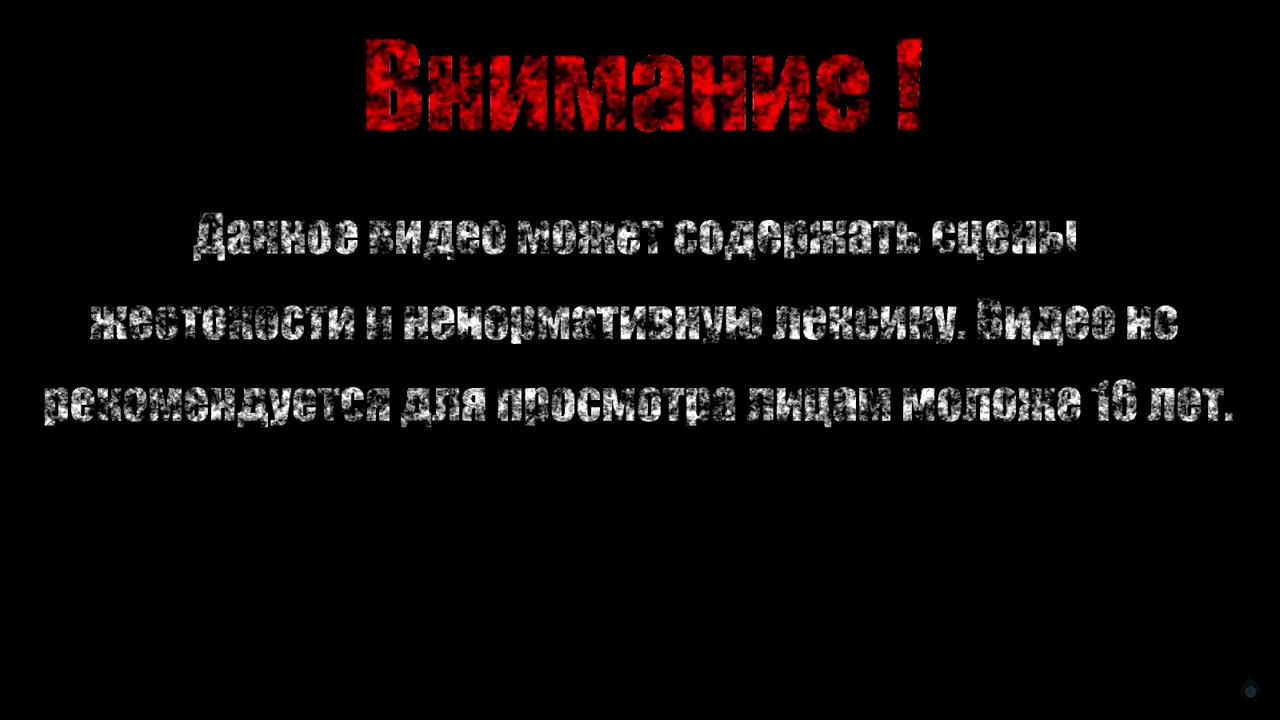 Внимание !
Данное видео может содержать сцены
жестокости и ненормативную лексику. Видео не
рекомендуется для просмотра лицам моложе 16 лет.